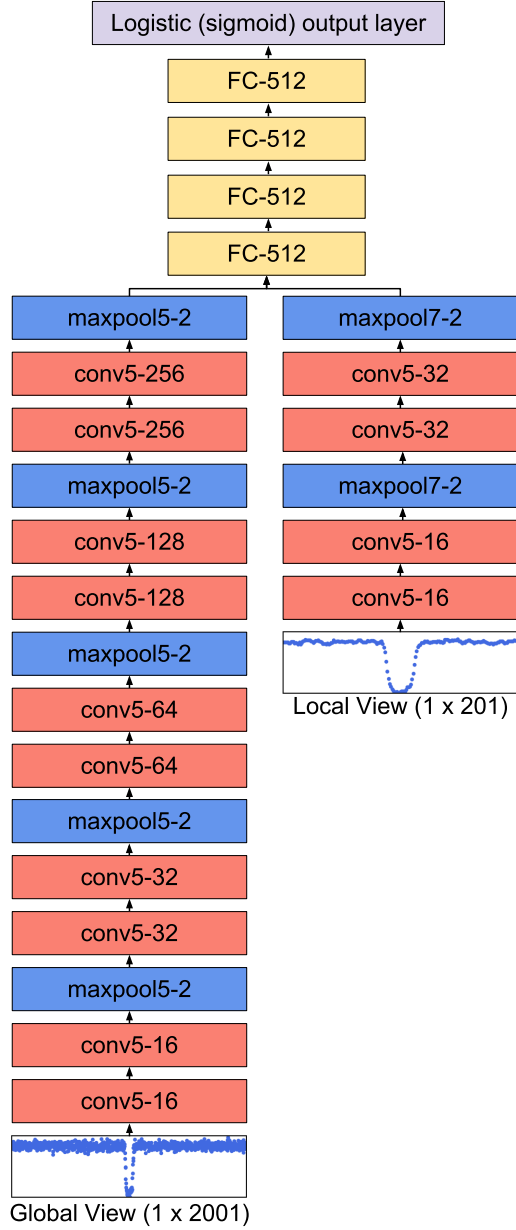 Logistic (sigmoid) output layer
FC-512
FC-512
FC-512
FC-512
maxpool5-2
conv5-256
conv5-256
maxpool5-2
conv5-128
conv5-128
maxpool5-2
conv5-64
conv5-64
maxpool5-2
conv5-32
conv5-32
maxpool5-2
conv5-16
conv5-16
Global View (1 x 2001)
maxpool7-2
conv5-32
conv5-32
maxpool7-2
conv5-16
conv5-16
Local View (1 x 201)